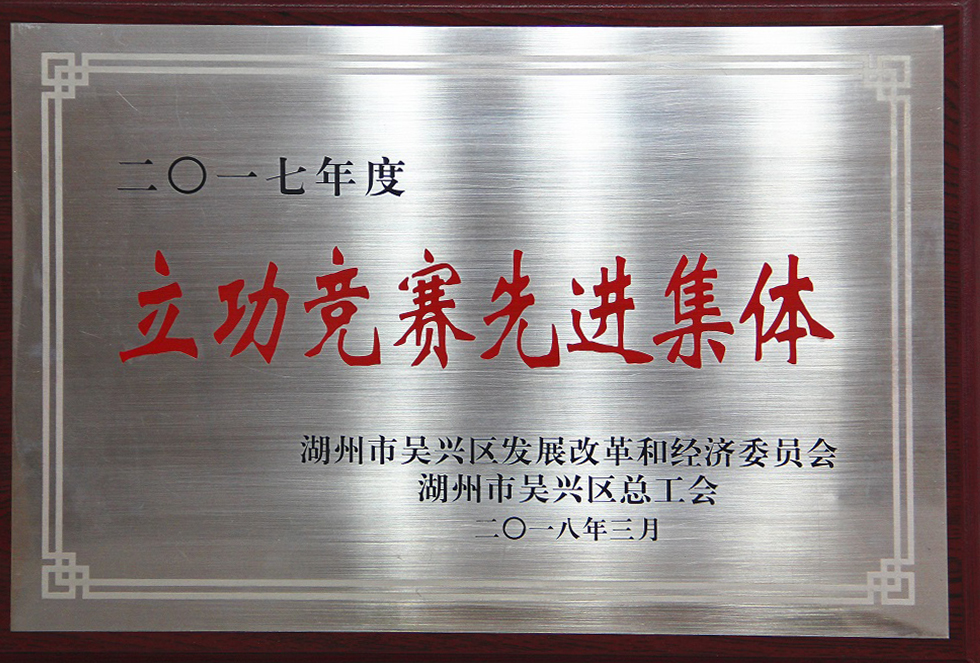 二〇一七年度
立功竞赛先进集体
湖州市吴兴区发展改革和经济委员会
湖州市吴兴区总工会
二〇一八年三月